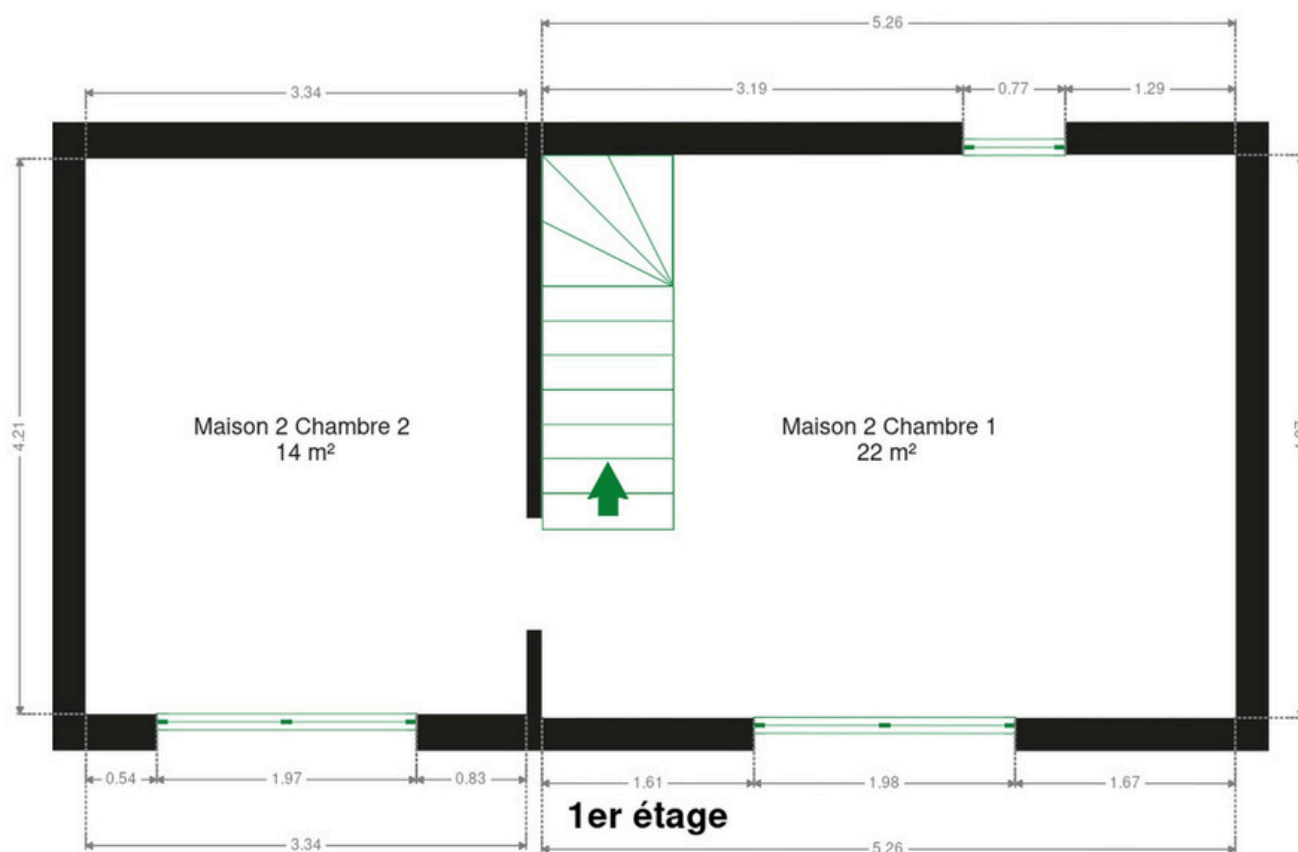 5.26
3.34
3.19
0.77
1.29
4.21
Maison 2 Chambre 2
14 m²
Maison 2 Chambre 1
22 m²
0.54
1.97
0.83
1.61
1.98
1.67
1er étage
3.34
5.26